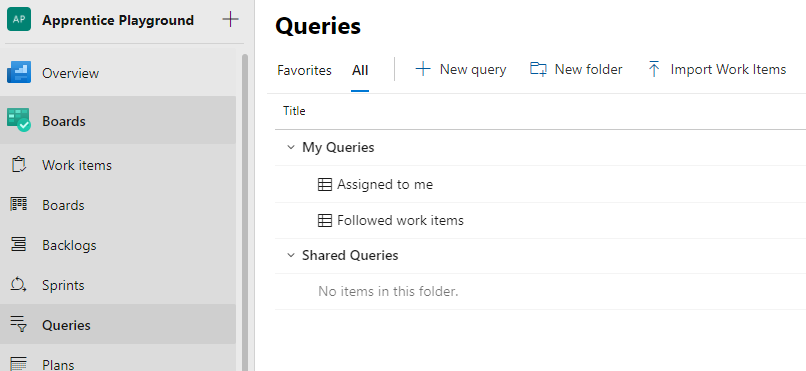 AP Apprentice Playground
Overview
Boards
Work items
Boards
Backlogs
Sprints
Queries
Plans
Queries
Favorites All New query New folder Import Work Items
Title
My Queries
Assigned to me
Followed work items
Shared Queries
No items in this folder.